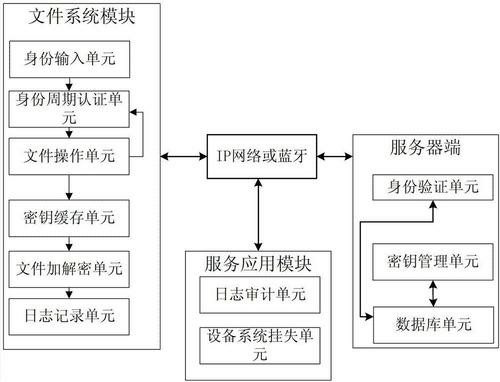 文件系统模块
身份输入单元
身份周期认证单
元
文件操作单元
密钥缓存单元
文件加解密单元
日志记录单元
IP网络或蓝牙
服务应用模块
日志审计单元
设备系统挂失单
元
服务器端
身份验证单元
密钥管理单元
数据库单元